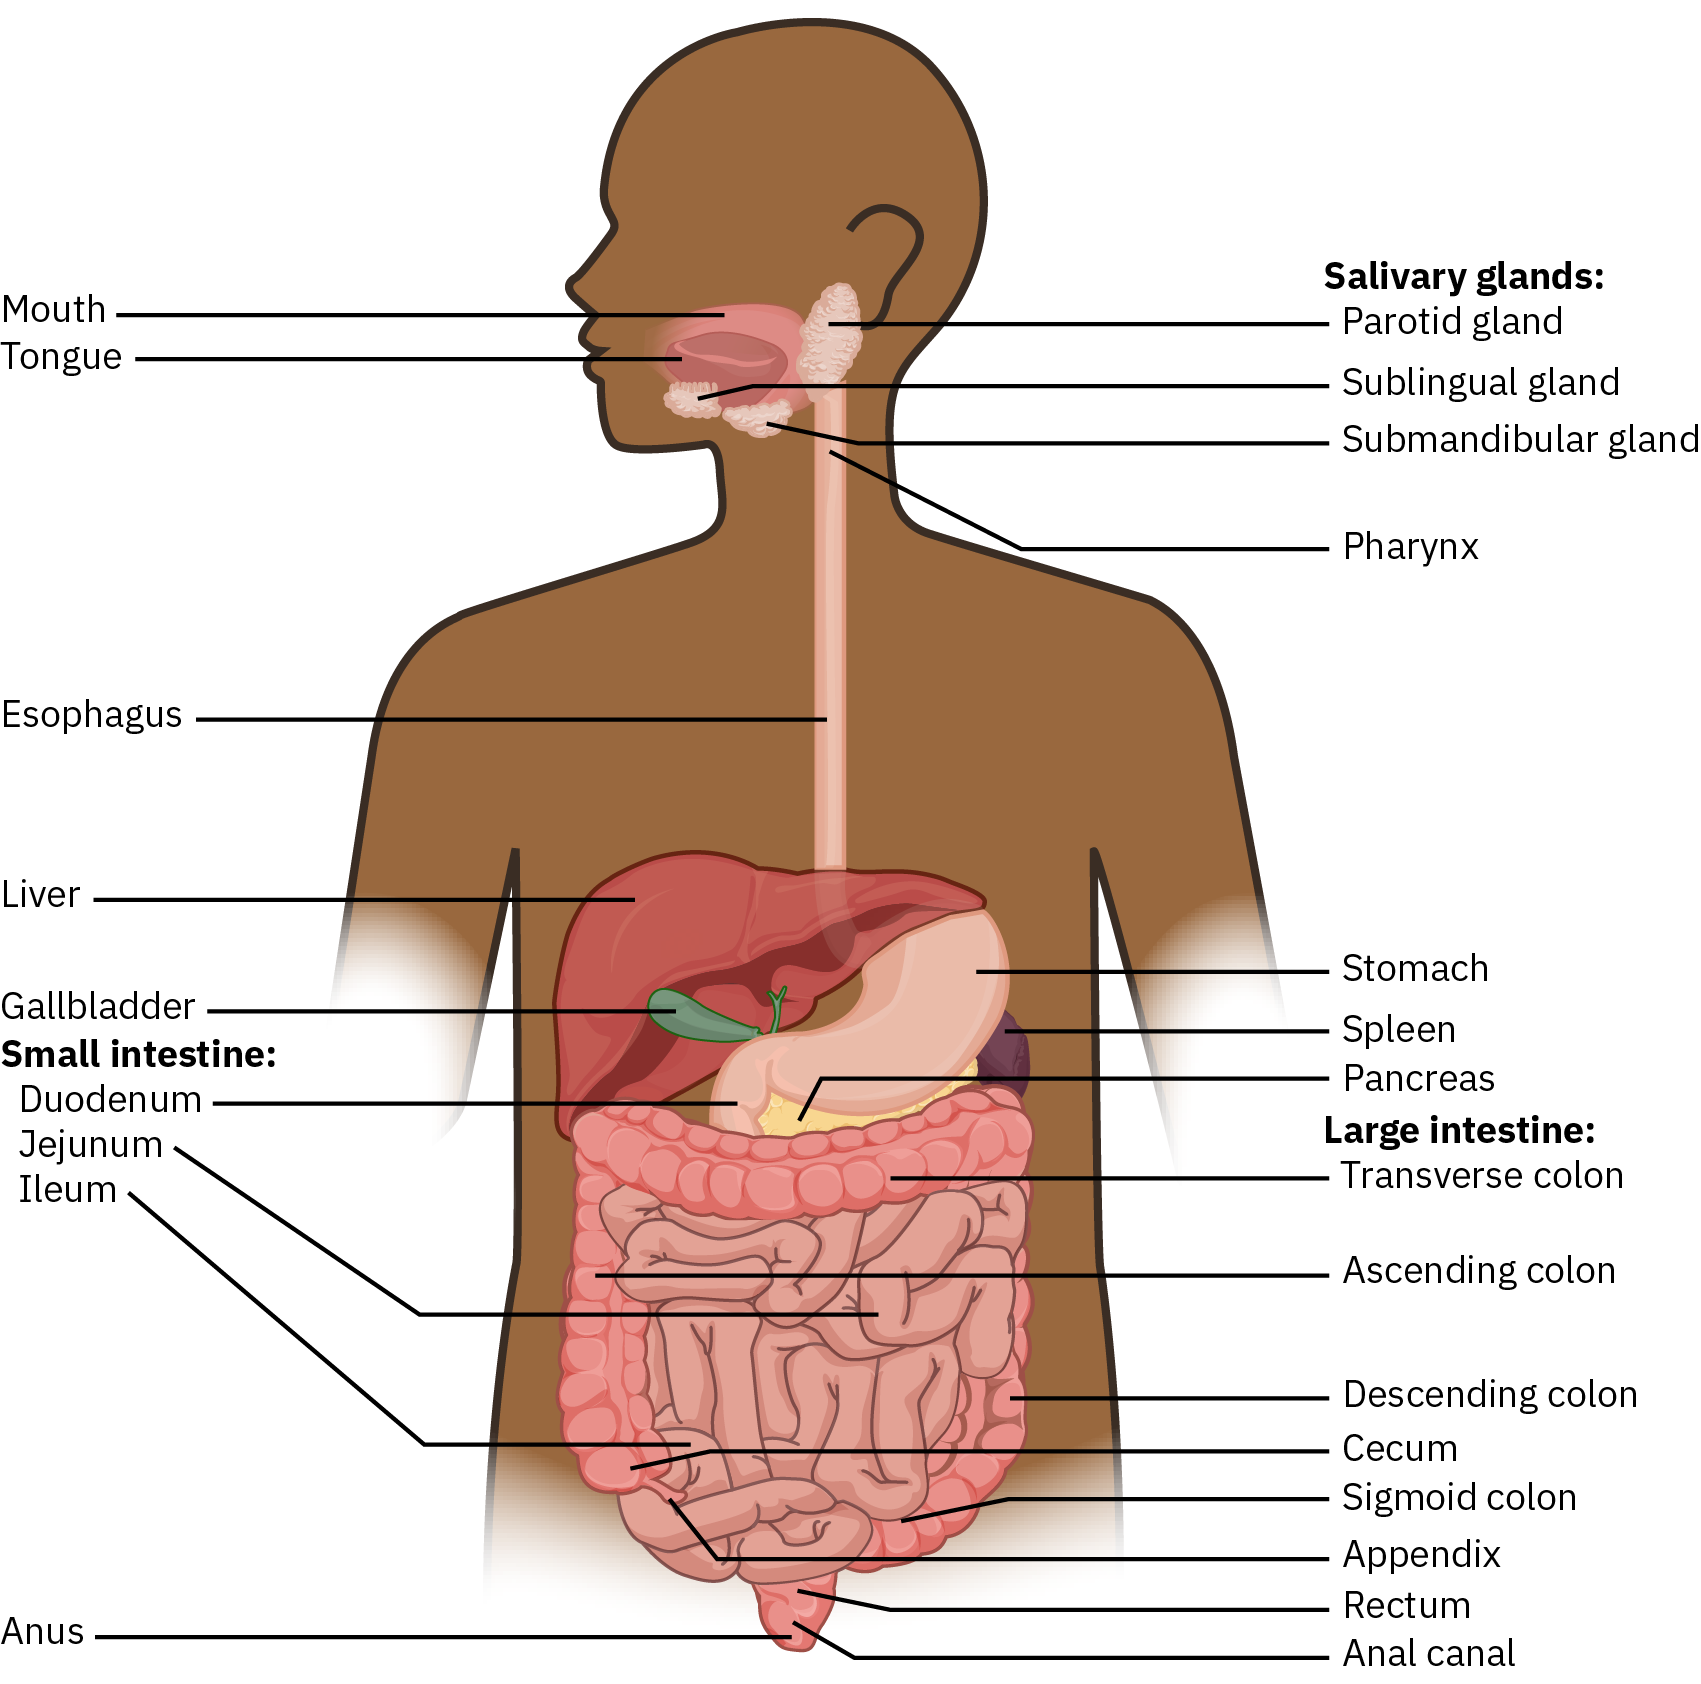 Mouth
Tongue
Esophagus
Liver
Gallbladder
Small intestine:
Duodenum
Jejunum
Ileum
Anus
Salivary glands:
Parotid gland
Sublingual gland
Submandibular gland
Pharynx
Stomach
Spleen
Pancreas
Large intestine:
Transverse colon
Ascending colon
Descending colon
Cecum
Sigmoid colon
Appendix
Rectum
Anal canal